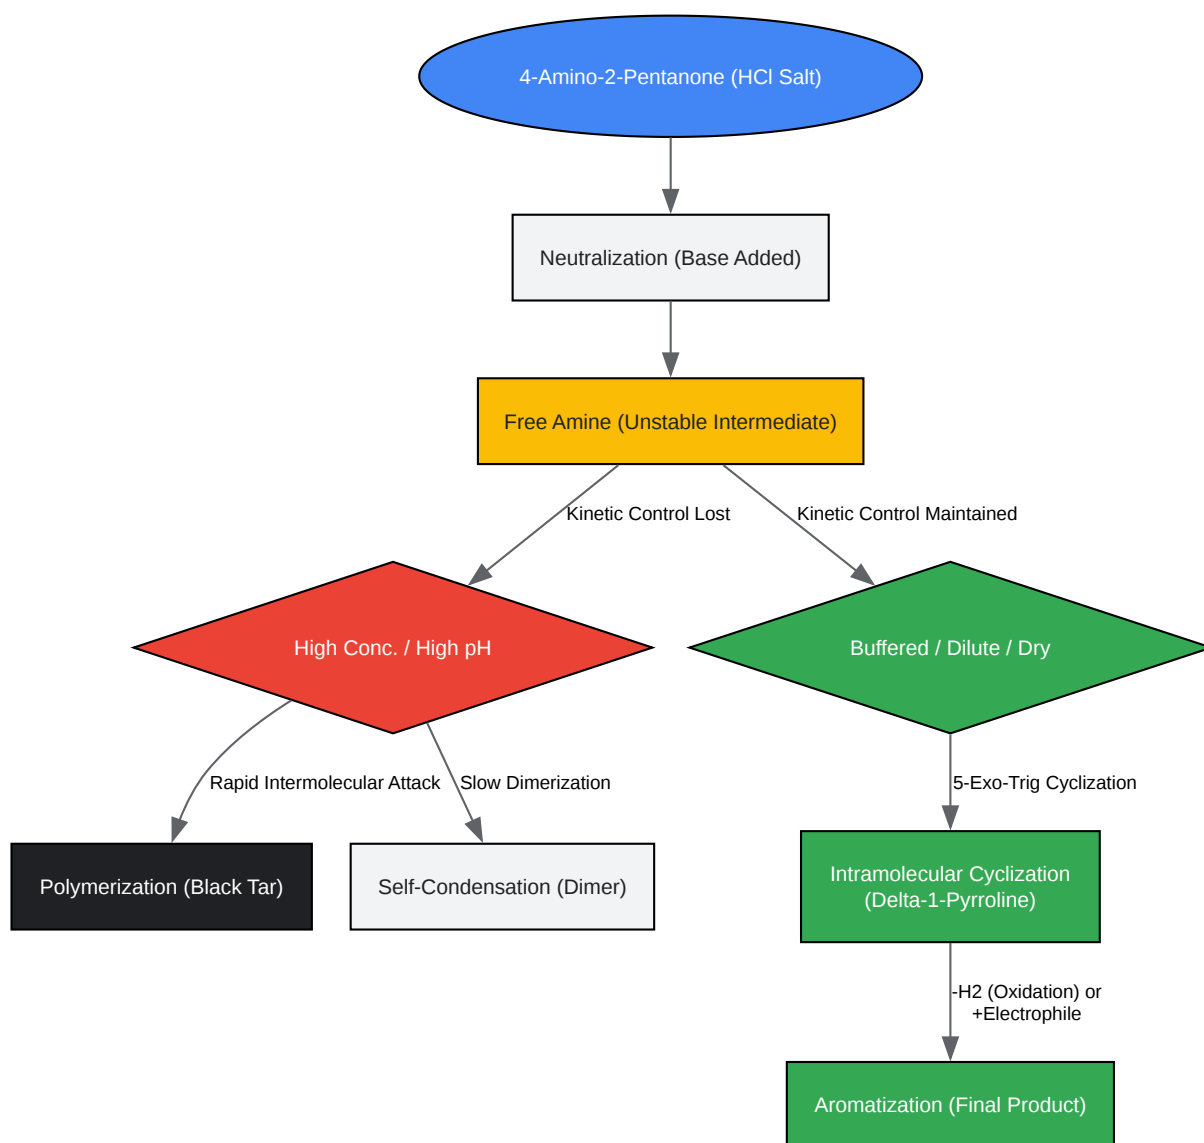 4-Amino-2-Pentanone (HCl Salt)
Neutralization (Base Added)
Free Amine (Unstable Intermediate)
Kinetic Control Lost
Kinetic Control Maintained
High Conc. / High pH
Buffered / Dilute / Dry
Rapid Intermolecular Attack
Slow Dimerization
5-Exo-Trig Cyclization
Polymerization (Black Tar)
Self-Condensation (Dimer)
Intramolecular Cyclization
(Delta-1-Pyrroline)
-H2 (Oxidation) or
+Electrophile
Aromatization (Final Product)